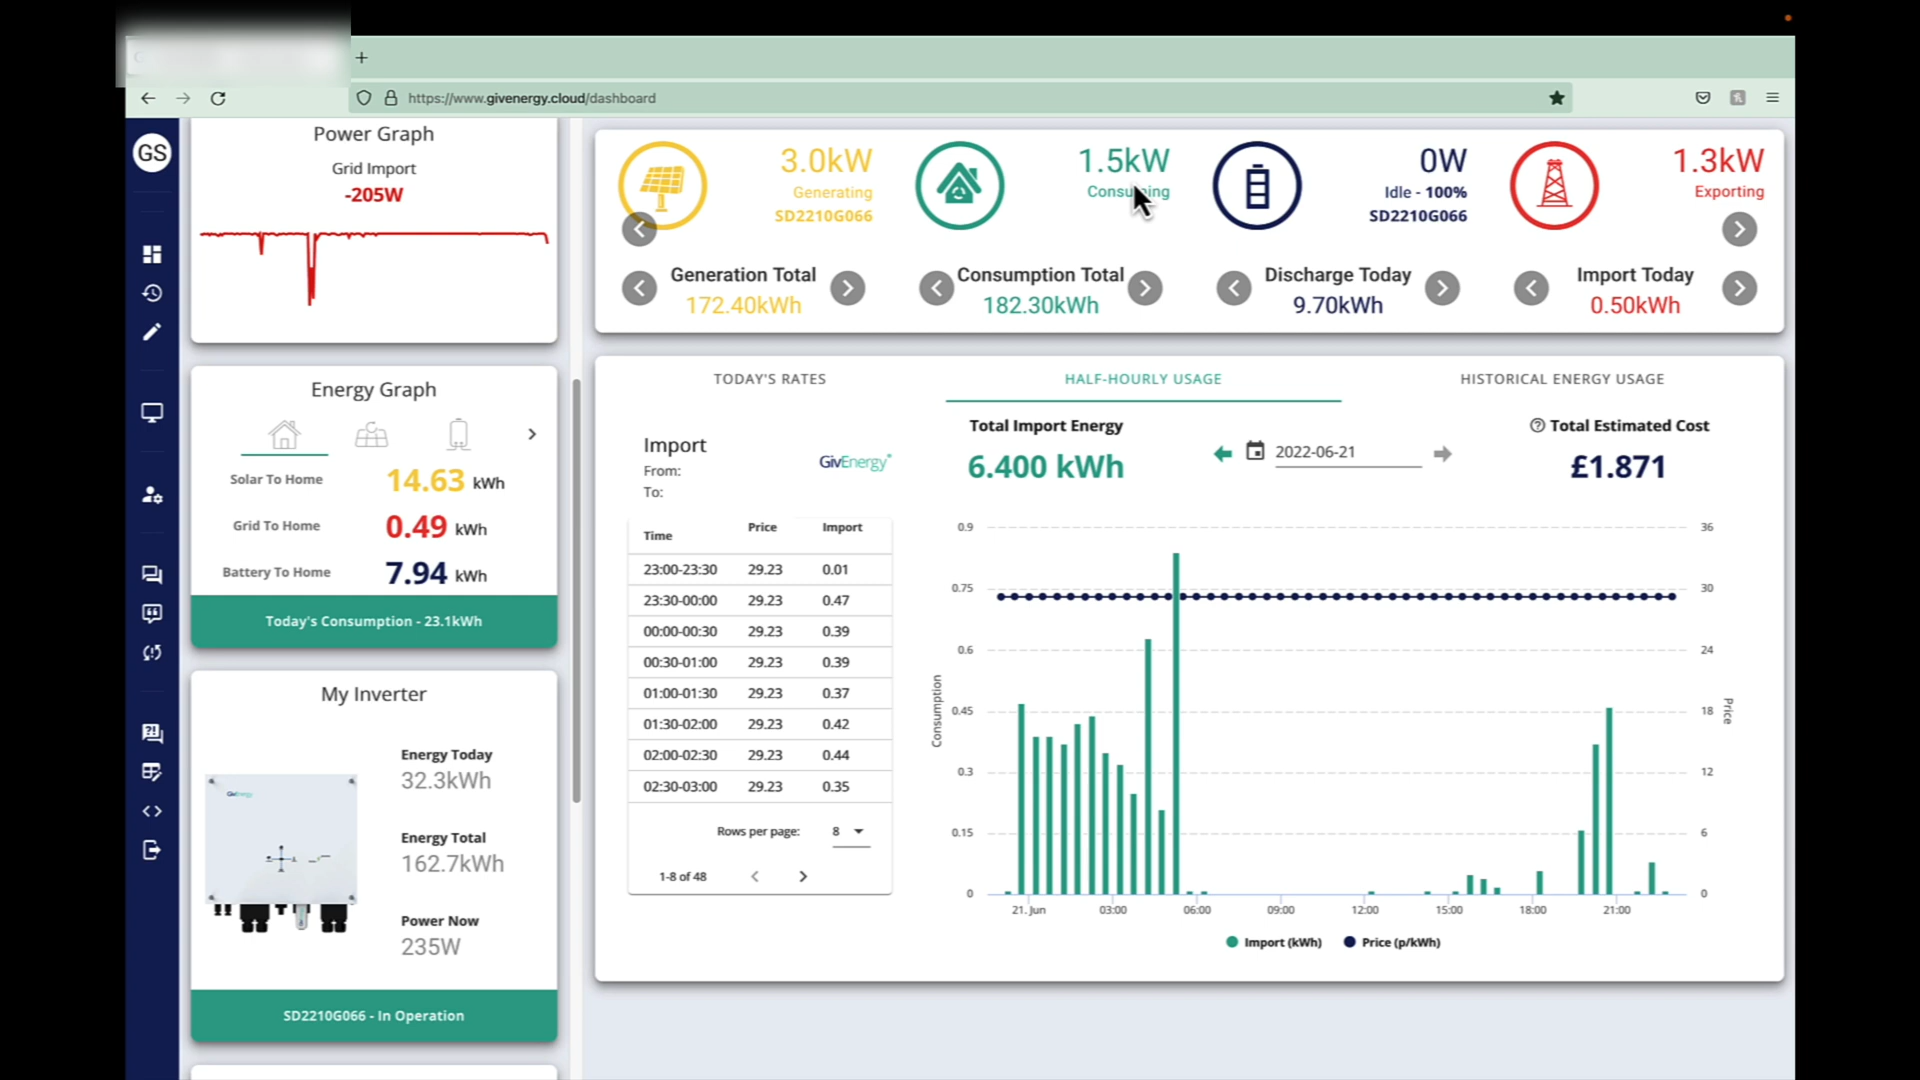 https://www.givenergy.cloud/dashboard
GS
Power Graph
Grid Import
-205W
Energy Graph
Solar To Home 14.63 kWh
Grid To Home 0.49 kWh
Battery To Home 7.94 kWh
Today's Consumption - 23.1kWh
My Inverter
GivEnergy
Energy Today
32.3kWh
Energy Total
162.7kWh
Power Now
235W
SD2210G066 - In Operation
3.0kW
Generating
SD2210G066
1.5kW
Consuming
0W
Idle - 100%
SD2210G066
1.3kW
Exporting
Generation Total
172.40kWh
Consumption Total
182.30kWh
Discharge Today
9.70kWh
Import Today
0.50kWh
TODAY'S RATES HALF-HOURLY USAGE HISTORICAL ENERGY USAGE
Import
From:
To:
GivEnergy
Total Import Energy
6.400 kWh
2022-06-21
Total Estimated Cost
£1.871
Time Price Import
23:00-23:30 29.23 0.01
23:30-00:00 29.23 0.47
00:00-00:30 29.23 0.39
00:30-01:00 29.23 0.39
01:00-01:30 29.23 0.37
01:30-02:00 29.23 0.42
02:00-02:30 29.23 0.44
02:30-03:00 29.23 0.35
Rows per page: 8
1-8 of 48
Consumption
0.9
0.75
0.6
0.45
0.3
0.15
0
36
30
24
18
12
6
0
Price
21. Jun 03:00 06:00 09:00 12:00 15:00 18:00 21:00
Import (kWh) Price (p/kWh)